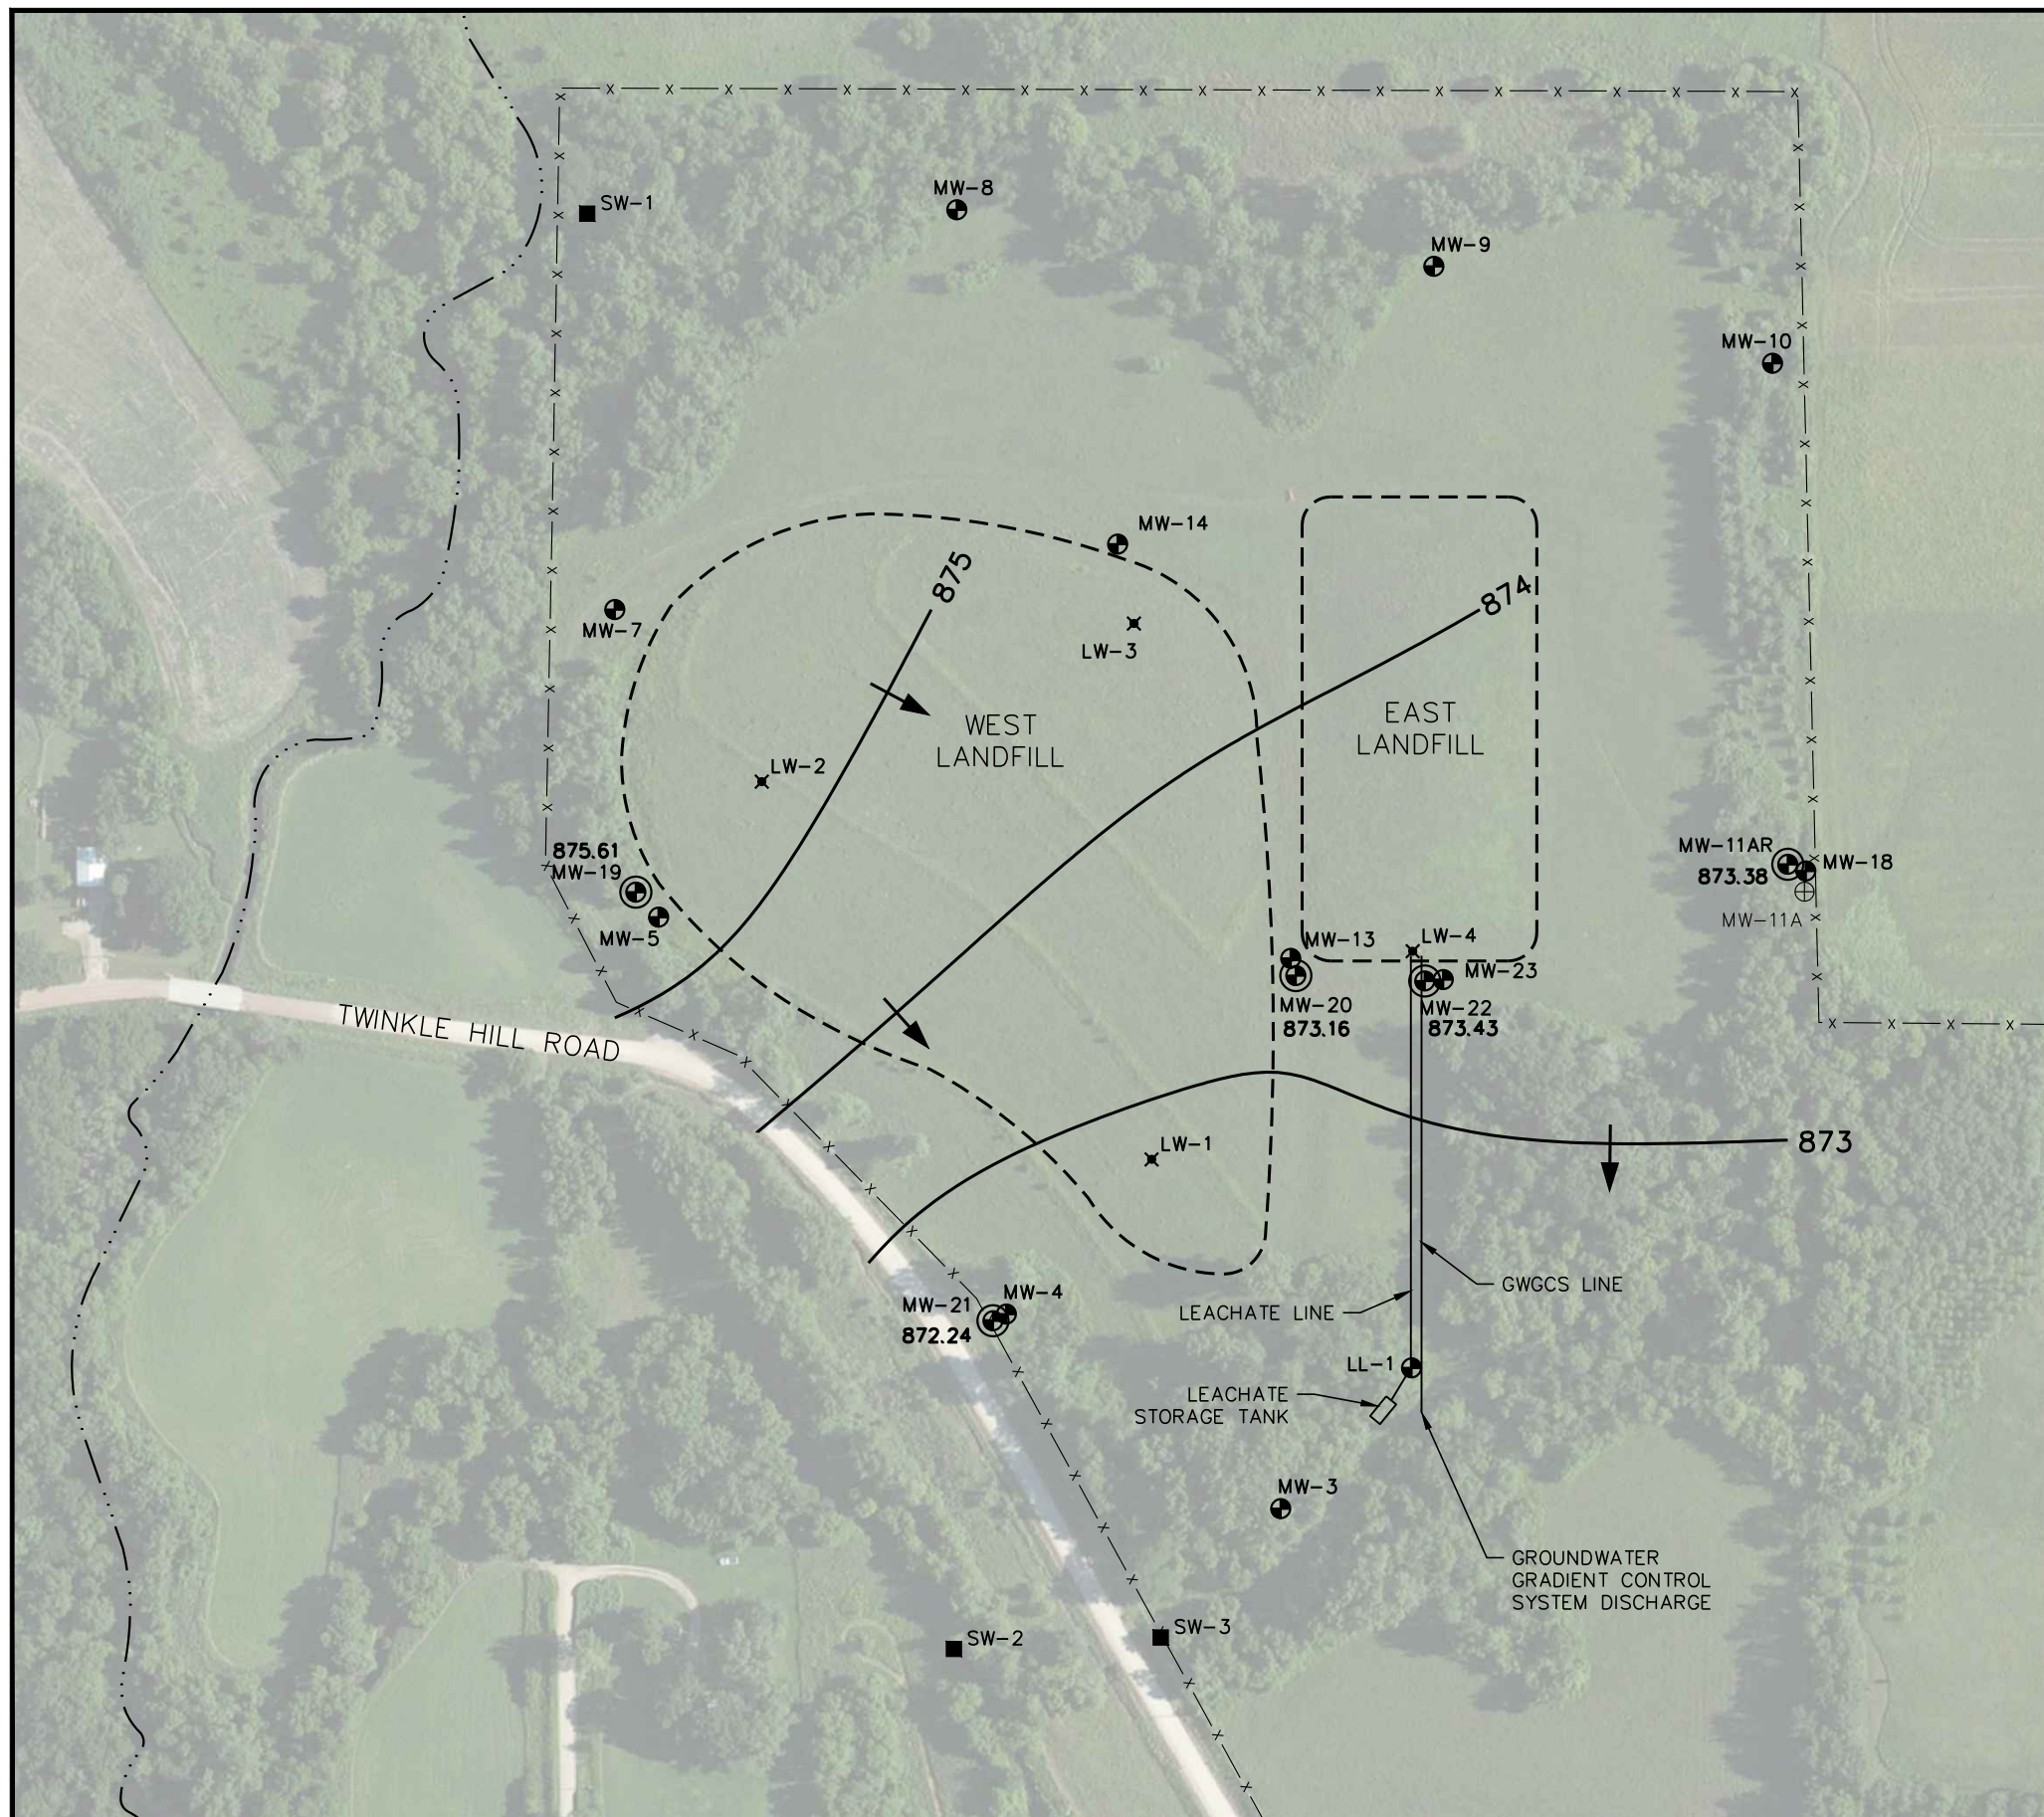 MW-8
SW-1
MW-9
MW-10
MW-14
875
874
MW-7
LW-3
WEST
LANDFILL
EAST
LANDFILL
LW-2
875.61
MW-19
MW-5
MW-11AR
873.38
MW-18
MW-11A
MW-13
LW-4
MW-23
MW-20
873.16
MW-22
873.43
TWINKLE HILL ROAD
873
LW-1
GWGCS LINE
LEACHATE LINE
MW-4
MW-21
872.24
LL-1
LEACHATE
STORAGE TANK
MW-3
GROUNDWATER
GRADIENT CONTROL
SYSTEM DISCHARGE
SW-2
SW-3